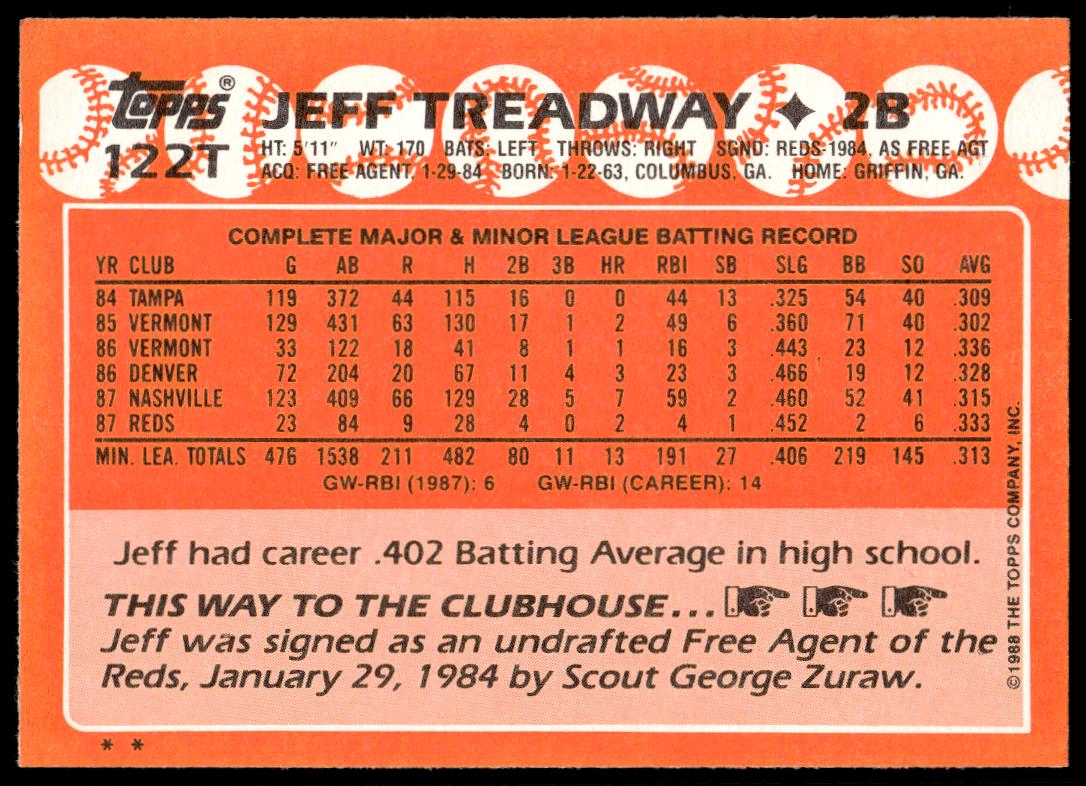 topps® JEFF TREADWAY ✦ 2B
122T HT: 5'11" WT: 170 BATS: LEFT THROWS: RIGHT SGND: REDS-1984, AS FREE AGT
ACQ: FREE AGENT, 1-29-84 BORN: 1-22-63, COLUMBUS, GA. HOME: GRIFFIN, GA.
COMPLETE MAJOR & MINOR LEAGUE BATTING RECORD
YR CLUB G AB R H 2B 3B HR RBI SB SLG BB SO AVG
84 TAMPA 119 372 44 115 16 0 0 44 13 .325 54 40 .309
85 VERMONT 129 431 63 130 17 1 2 49 6 .360 71 40 .302
86 VERMONT 33 122 18 41 8 1 1 16 3 .443 23 12 .336
86 DENVER 72 204 20 67 11 4 3 23 3 .466 19 12 .328
87 NASHVILLE 123 409 66 129 28 5 7 59 2 .460 52 41 .315
87 REDS 23 84 9 28 4 0 2 4 1 .452 2 6 .333
MIN. LEA. TOTALS 476 1538 211 482 80 11 13 191 27 .406 219 145 .313
GW-RBI (1987): 6 GW-RBI (CAREER): 14
Jeff had career .402 Batting Average in high school.
THIS WAY TO THE CLUBHOUSE...
Jeff was signed as an undrafted Free Agent of the
Reds, January 29, 1984 by Scout George Zuraw.
© 1988 THE TOPPS COMPANY, INC.
* *